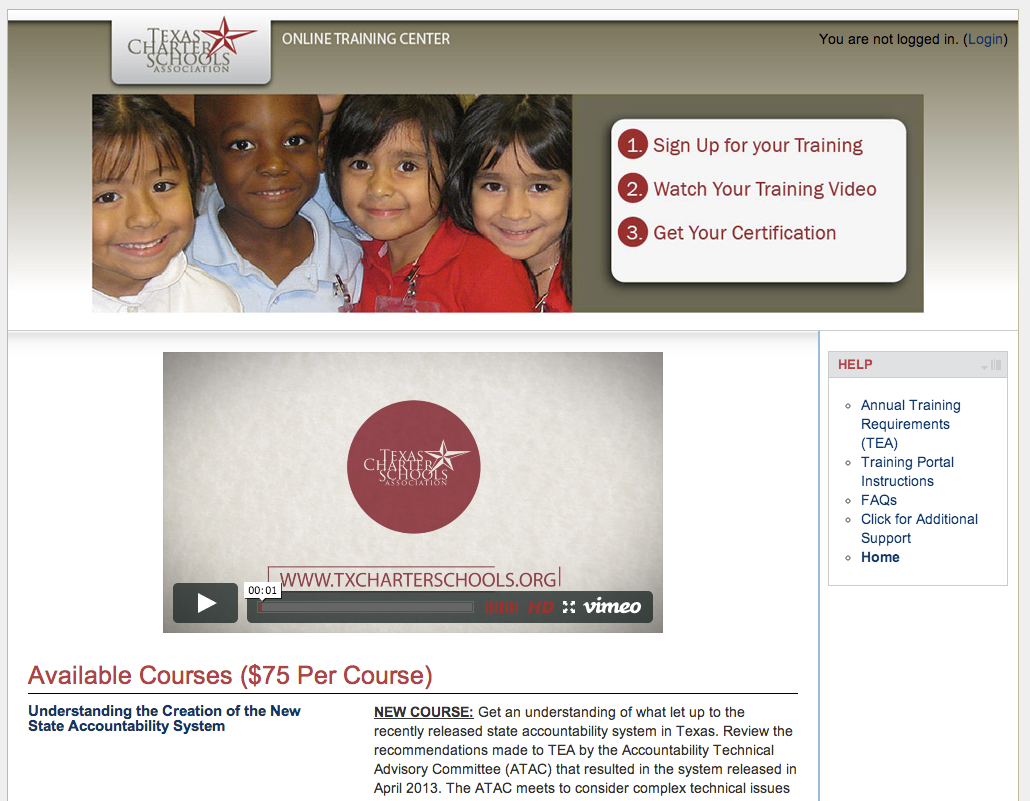 TEXAS
CHARTER
SCHOOLS
ASSOCIATION
ONLINE TRAINING CENTER
You are not logged in. (Login)
1. Sign Up for your Training
2. Watch Your Training Video
3. Get Your Certification
TEXAS
CHARTER
SCHOOLS
ASSOCIATION
WWW.TXCHARTERSCHOOLS.ORG
00:01
HD vimeo
HELP
Annual Training
Requirements
(TEA)
Training Portal
Instructions
FAQs
Click for Additional
Support
Home
Available Courses ($75 Per Course)
Understanding the Creation of the New
State Accountability System
NEW COURSE: Get an understanding of what let up to the
recently released state accountability system in Texas. Review the
recommendations made to TEA by the Accountability Technical
Advisory Committee (ATAC) that resulted in the system released in
April 2013. The ATAC meets to consider complex technical issues